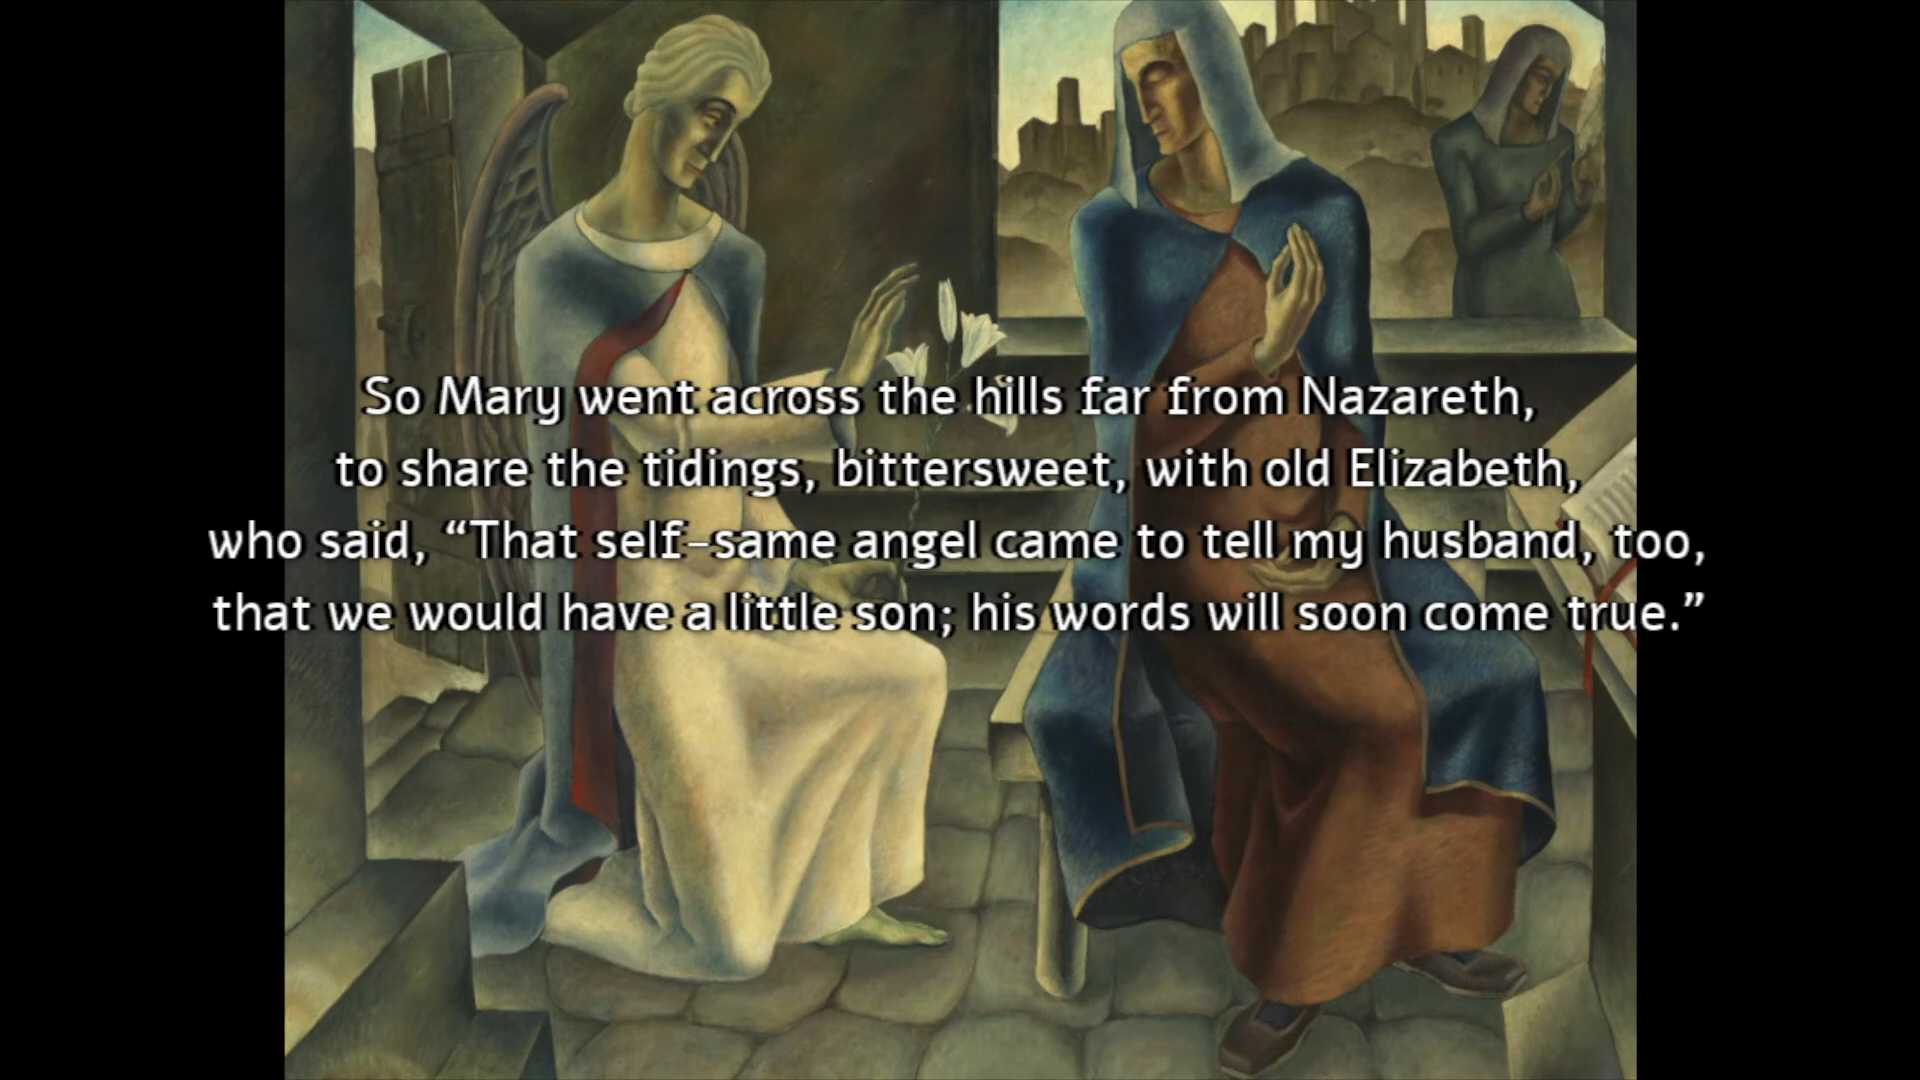 So Mary went across the hills far from Nazareth,
to share the tidings, bittersweet, with old Elizabeth,
who said, “That self-same angel came to tell my husband, too,
that we would have a little son; his words will soon come true.”